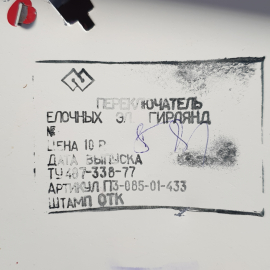 ПЕРЕКЛЮЧАТЕЛЬ
ЕЛОЧНЫХ ЭЛ. ГИРЛЯНД
№
ЦЕНА 10 Р.
ДАТА ВЫПУСКА
ТУ 407-338-77
АРТИКУЛ ПЗ-065-01-433
ШТАМП ОТК